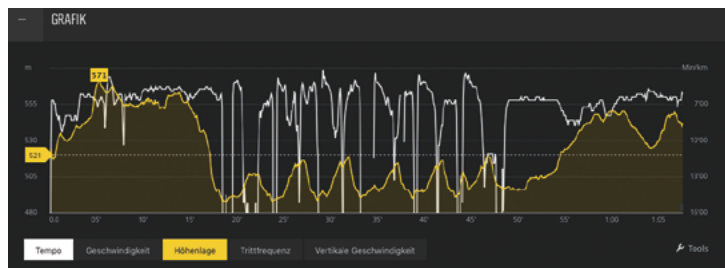 GRAFIK
m
Min/km
571
555
7'00
530
10'00
521
505
13'00
480
15'00
0.0 05' 10' 15' 20' 25' 30' 35' 40' 45' 50' 55' 1:00 1:05
Tempo Geschwindigkeit Höhenlage Trittfrequenz Vertikale Geschwindigkeit Tools